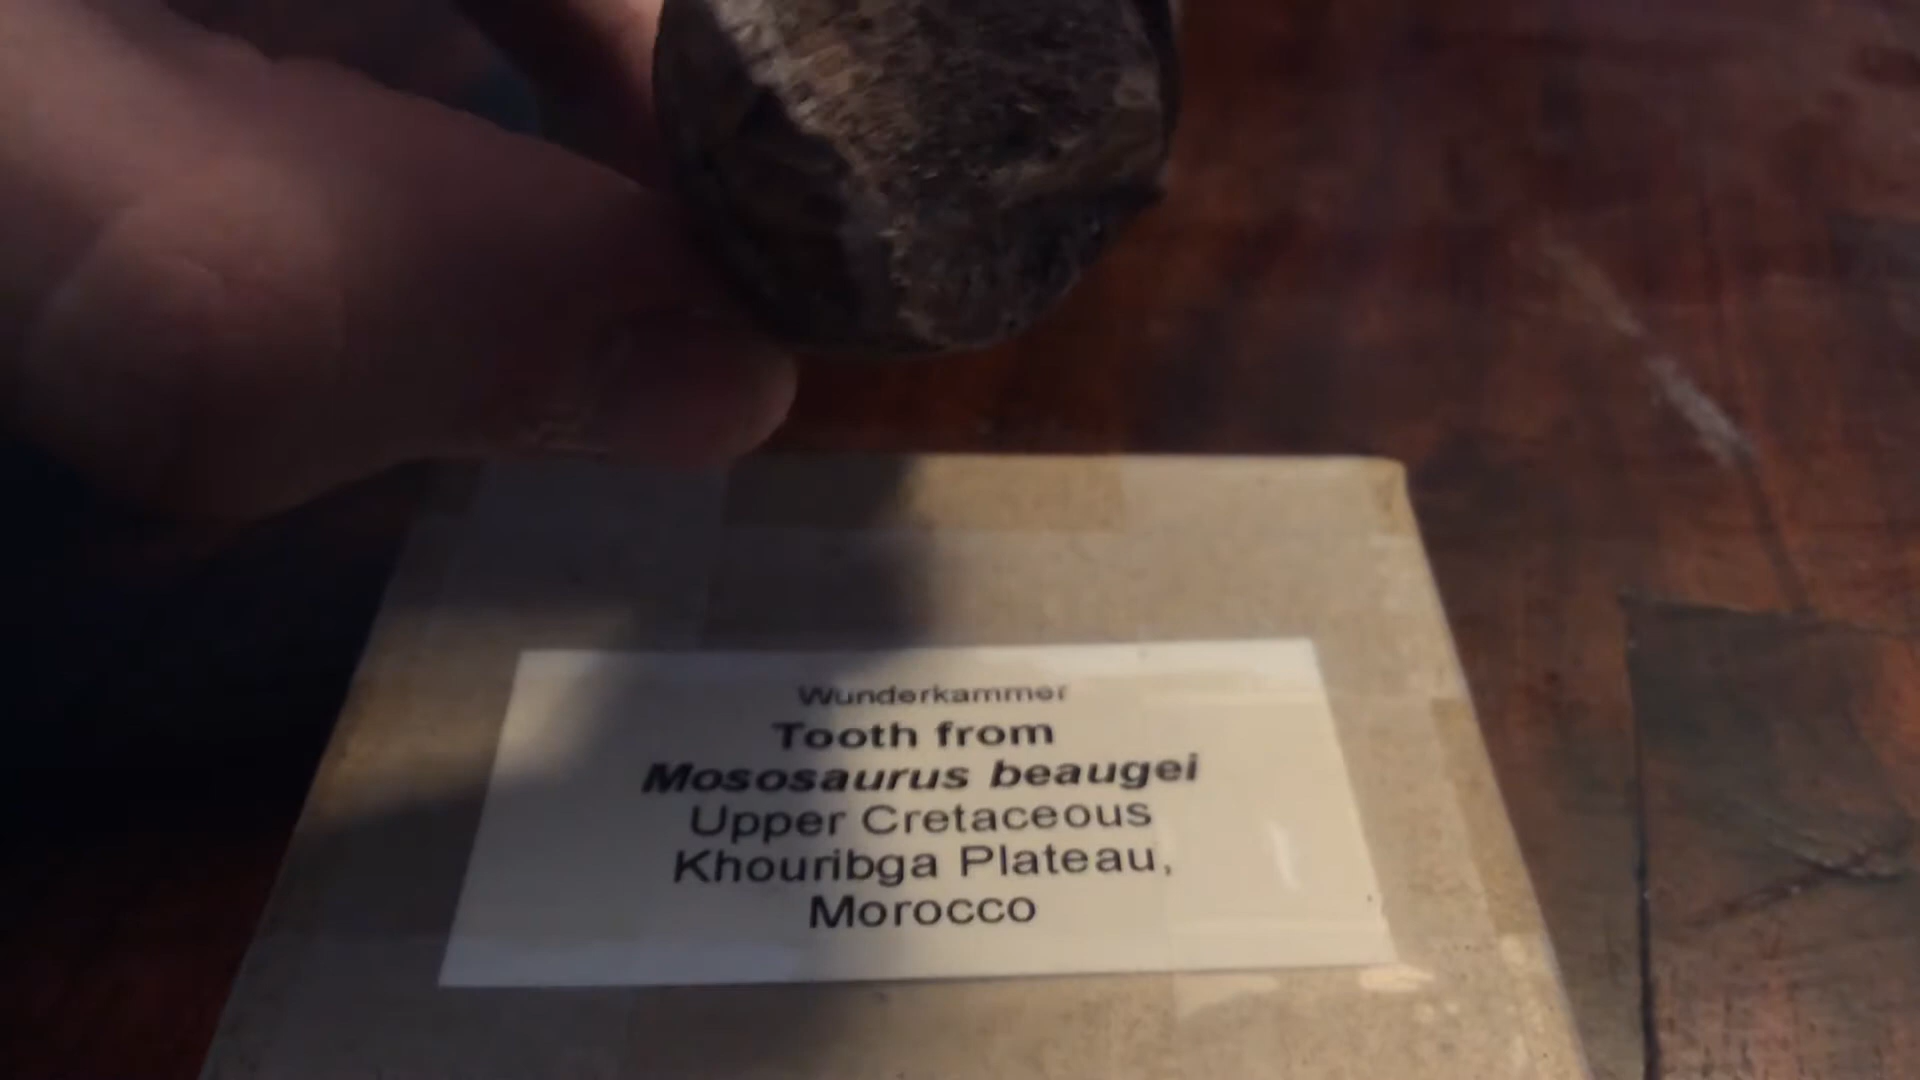 Wunderkammer
Tooth from
Mososaurus beaugei
Upper Cretaceous
Khouribga Plateau,
Morocco